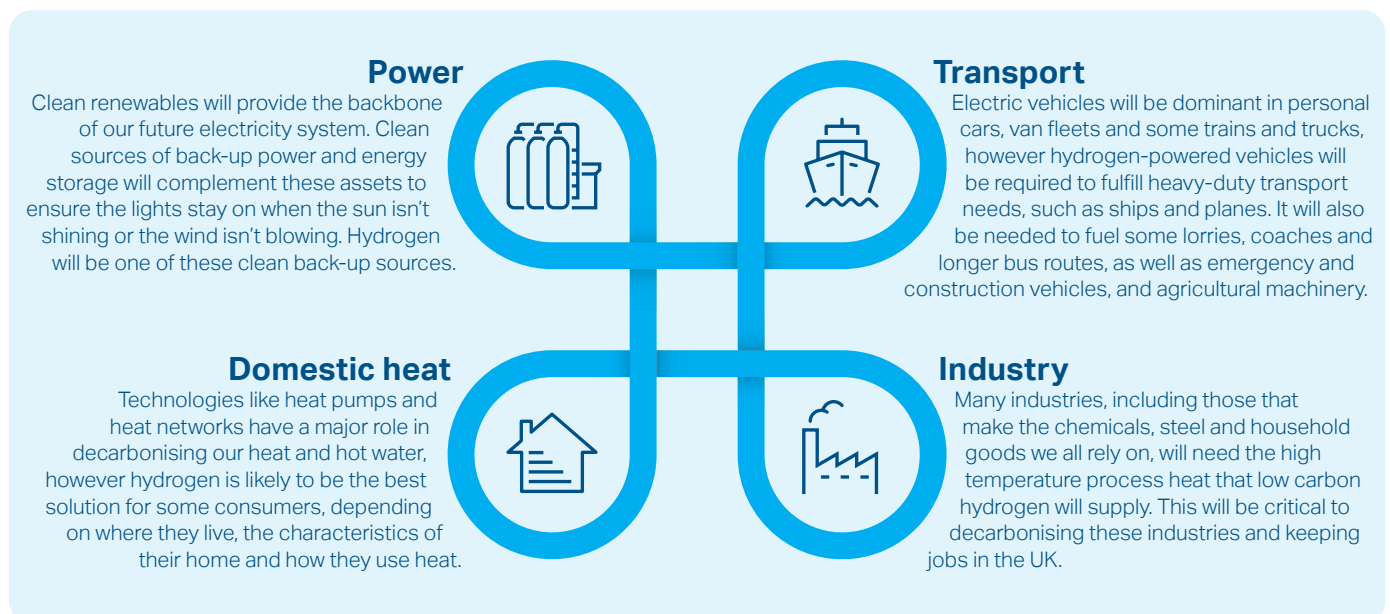 Power
Clean renewables will provide the backbone
of our future electricity system. Clean
sources of back-up power and energy
storage will complement these assets to
ensure the lights stay on when the sun isn’t
shining or the wind isn’t blowing. Hydrogen
will be one of these clean back-up sources.
Transport
Electric vehicles will be dominant in personal
cars, van fleets and some trains and trucks,
however hydrogen-powered vehicles will
be required to fulfill heavy-duty transport
needs, such as ships and planes. It will also
be needed to fuel some lorries, coaches and
longer bus routes, as well as emergency and
construction vehicles, and agricultural machinery.
Domestic heat
Technologies like heat pumps and
heat networks have a major role in
decarbonising our heat and hot water,
however hydrogen is likely to be the best
solution for some consumers, depending
on where they live, the characteristics of
their home and how they use heat.
Industry
Many industries, including those that
make the chemicals, steel and household
goods we all rely on, will need the high
temperature process heat that low carbon
hydrogen will supply. This will be critical to
decarbonising these industries and keeping
jobs in the UK.